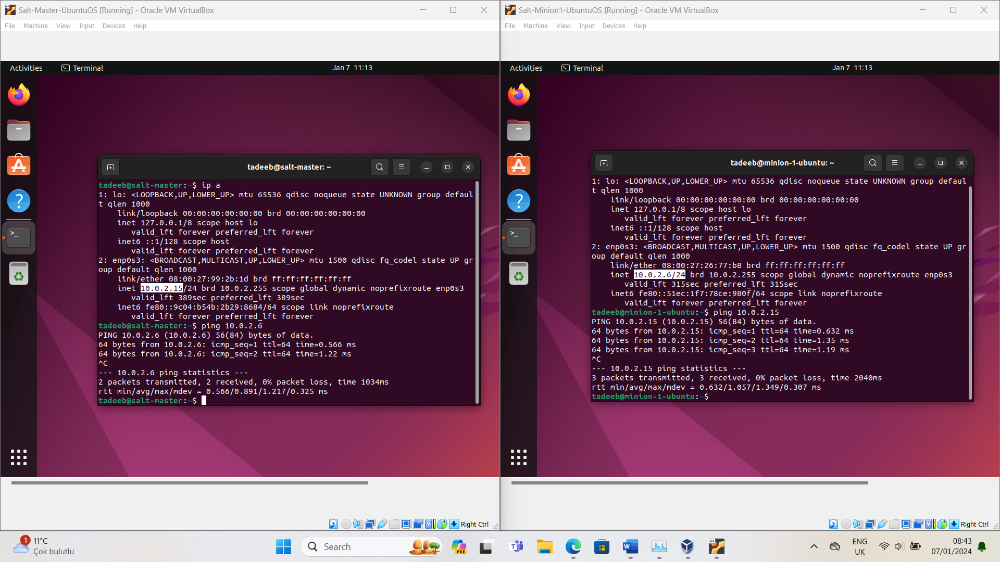 Salt-Master-UbuntuOS [Running] - Oracle VM VirtualBox
File Machine View Input Devices Help
Activities Terminal Jan 7 11:13
tadeeb@salt-master: ~
tadeeb@salt-master:~$ ip a
1: lo: <LOOPBACK,UP,LOWER_UP> mtu 65536 qdisc noqueue state UNKNOWN group defaul
t qlen 1000
link/loopback 00:00:00:00:00:00 brd 00:00:00:00:00:00
inet 127.0.0.1/8 scope host lo
valid_lft forever preferred_lft forever
inet6 ::1/128 scope host
valid_lft forever preferred_lft forever
2: enp0s3: <BROADCAST,MULTICAST,UP,LOWER_UP> mtu 1500 qdisc fq_codel state UP gr
oup default qlen 1000
link/ether 08:00:27:99:2b:1d brd ff:ff:ff:ff:ff:ff
inet 10.0.2.15/24 brd 10.0.2.255 scope global dynamic noprefixroute enp0s3
valid_lft 389sec preferred_lft 389sec
inet6 fe80::9c04:b54b:2b29:8684/64 scope link noprefixroute
valid_lft forever preferred_lft forever
tadeeb@salt-master:~$ ping 10.0.2.6
PING 10.0.2.6 (10.0.2.6) 56(84) bytes of data.
64 bytes from 10.0.2.6: icmp_seq=1 ttl=64 time=0.566 ms
64 bytes from 10.0.2.6: icmp_seq=2 ttl=64 time=1.22 ms
^C
--- 10.0.2.6 ping statistics ---
2 packets transmitted, 2 received, 0% packet loss, time 1034ms
rtt min/avg/max/mdev = 0.566/0.891/1.217/0.325 ms
tadeeb@salt-master:~$
Right Ctrl
Salt-Minion1-UbuntuOS [Running] - Oracle VM VirtualBox
File Machine View Input Devices Help
Activities Terminal Jan 7 11:13
tadeeb@minion-1-ubuntu: ~
1: lo: <LOOPBACK,UP,LOWER_UP> mtu 65536 qdisc noqueue state UNKNOWN group defaul
t qlen 1000
link/loopback 00:00:00:00:00:00 brd 00:00:00:00:00:00
inet 127.0.0.1/8 scope host lo
valid_lft forever preferred_lft forever
inet6 ::1/128 scope host
valid_lft forever preferred_lft forever
2: enp0s3: <BROADCAST,MULTICAST,UP,LOWER_UP> mtu 1500 qdisc fq_codel state UP gr
oup default qlen 1000
link/ether 08:00:27:26:77:b8 brd ff:ff:ff:ff:ff:ff
inet 10.0.2.6/24 brd 10.0.2.255 scope global dynamic noprefixroute enp0s3
valid_lft 315sec preferred_lft 315sec
inet6 fe80::51ec:1f7:78ce:980f/64 scope link noprefixroute
valid_lft forever preferred_lft forever
tadeeb@minion-1-ubuntu:~$ ping 10.0.2.15
PING 10.0.2.15 (10.0.2.15) 56(84) bytes of data.
64 bytes from 10.0.2.15: icmp_seq=1 ttl=64 time=0.632 ms
64 bytes from 10.0.2.15: icmp_seq=2 ttl=64 time=1.35 ms
64 bytes from 10.0.2.15: icmp_seq=3 ttl=64 time=1.19 ms
^C
--- 10.0.2.15 ping statistics ---
3 packets transmitted, 3 received, 0% packet loss, time 2040ms
rtt min/avg/max/mdev = 0.632/1.057/1.349/0.307 ms
tadeeb@minion-1-ubuntu:~$
Right Ctrl
1
11°C
Çok bulutlu
Search
PRE
ENG
UK
08:43
07/01/2024